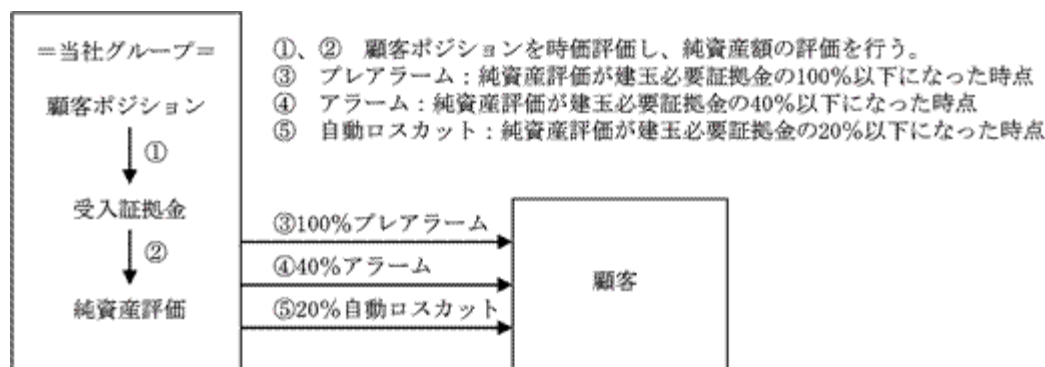 ＝当社グループ＝
顧客ポジション
①
受入証拠金
②
純資産評価
①、② 顧客ポジションを時価評価し、純資産額の評価を行う。
③ プレアラーム：純資産評価が建玉必要証拠金の100％以下になった時点
④ アラーム：純資産評価が建玉必要証拠金の40％以下になった時点
⑤ 自動ロスカット：純資産評価が建玉必要証拠金の20％以下になった時点
③100％プレアラーム
④40％アラーム
⑤20％自動ロスカット
顧客